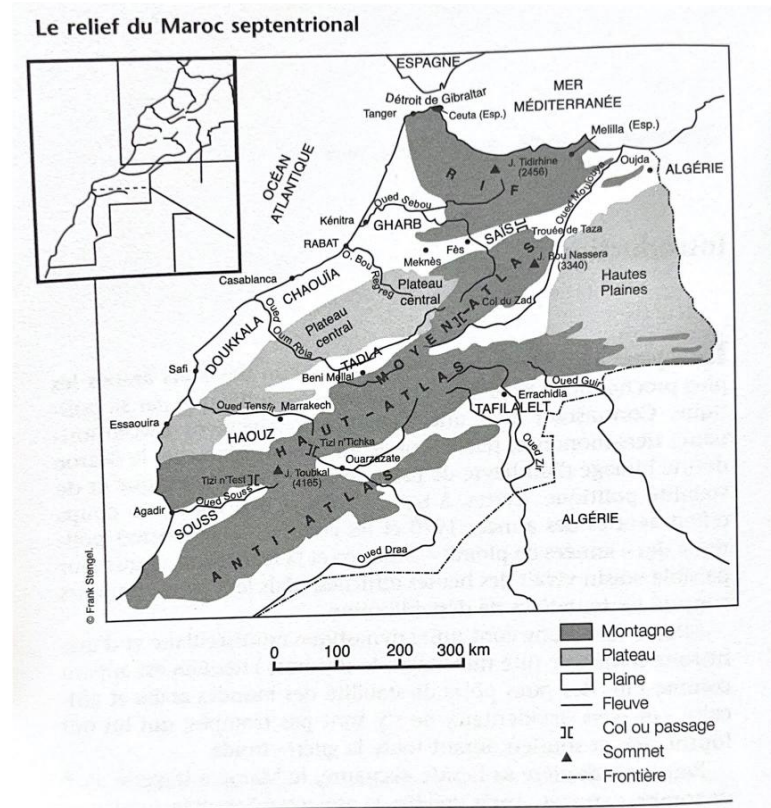 Le relief du Maroc septentrional
ESPAGNE
Détroit de Gibraltar
MER
MÉDITERRANÉE
Tanger
Ceuta (Esp.)
Melilla (Esp.)
OCÉAN
ATLANTIQUE
J. Tidirhine
(2456)
Oujda
ALGÉRIE
RIF
Oued Sebou
Oued Moulouya
Kénitra
GHARB
SAIS
Trouée de Taza
RABAT
Fès
Meknès
J. Bou Nassera
(3340)
O. Bou Regreg
Casablanca
CHAOUÏA
Plateau
central
Hautes
Plaines
Col du Zad
MOYEN-ATLAS
Plateau
central
DOUKKALA
Oued
Oum Rbia
TADLA
Safi
Beni Mellal
Oued Guir
Oued Tensift
Marrakech
Errachidia
Essaouira
HAOUZ
HAUT-ATLAS
TAFILALELT
Tizi n'Tichka
Ouarzazate
Oued Ziz
Tizi n'Test
J. Toubkal
(4165)
Oued Souss
Agadir
SOUSS
ANTI-ATLAS
ALGÉRIE
Oued Draa
© Frank Stengel.
0 100 200 300 km
Montagne
Plateau
Plaine
Fleuve
Col ou passage
Sommet
Frontière